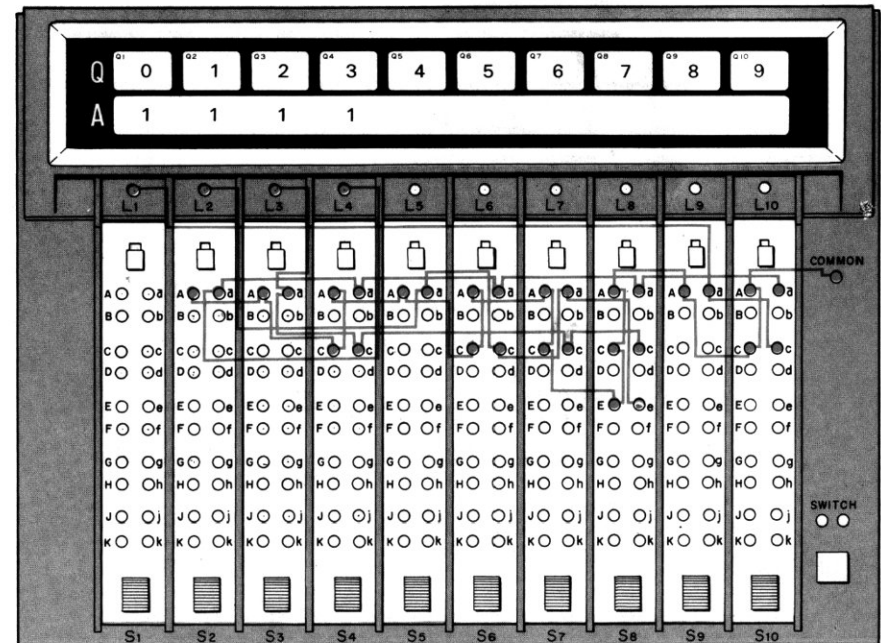 Q Q1 0 Q2 1 Q3 2 Q4 3 Q5 4 Q6 5 Q7 6 Q8 7 Q9 8 Q10 9
A 1 1 1 1
L1 L2 L3 L4 L5 L6 L7 L8 L9 L10
COMMON
A a A a A a A a A a A a A a A a A a A a
B b B b B b B b B b B b B b B b B b B b
C c C c C c C c C c C c C c C c C c C c
D d D d D d D d D d D d D d D d D d D d
E e E e E e E e E e E e E e E e E e E e
F f F f F f F f F f F f F f F f F f F f
G g G g G g G g G g G g G g G g G g G g
H h H h H h H h H h H h H h H h H h H h
SWITCH
J j J j J j J j J j J j J j J j J j J j
K k K k K k K k K k K k K k K k K k K k
S1 S2 S3 S4 S5 S6 S7 S8 S9 S10